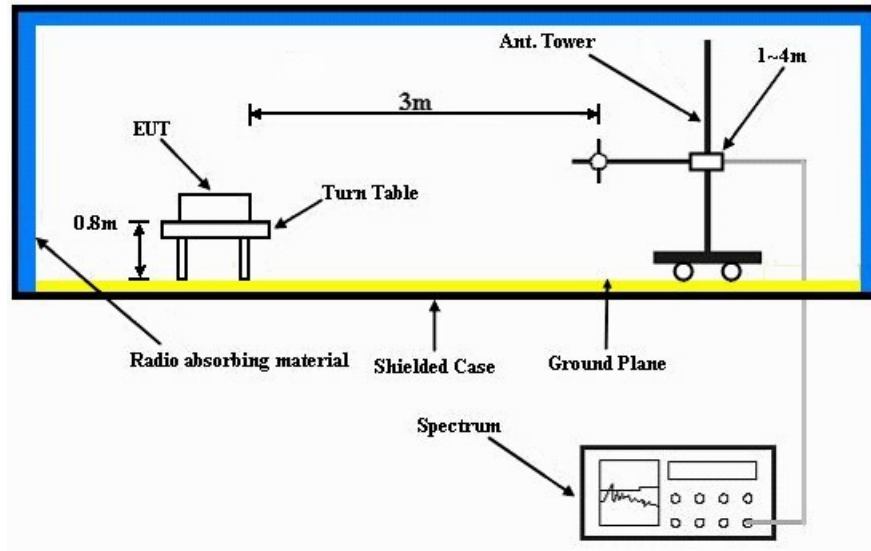 Ant. Tower
1~4m
3m
EUT
Turn Table
0.8m
Radio absorbing material
Shielded Case
Ground Plane
Spectrum